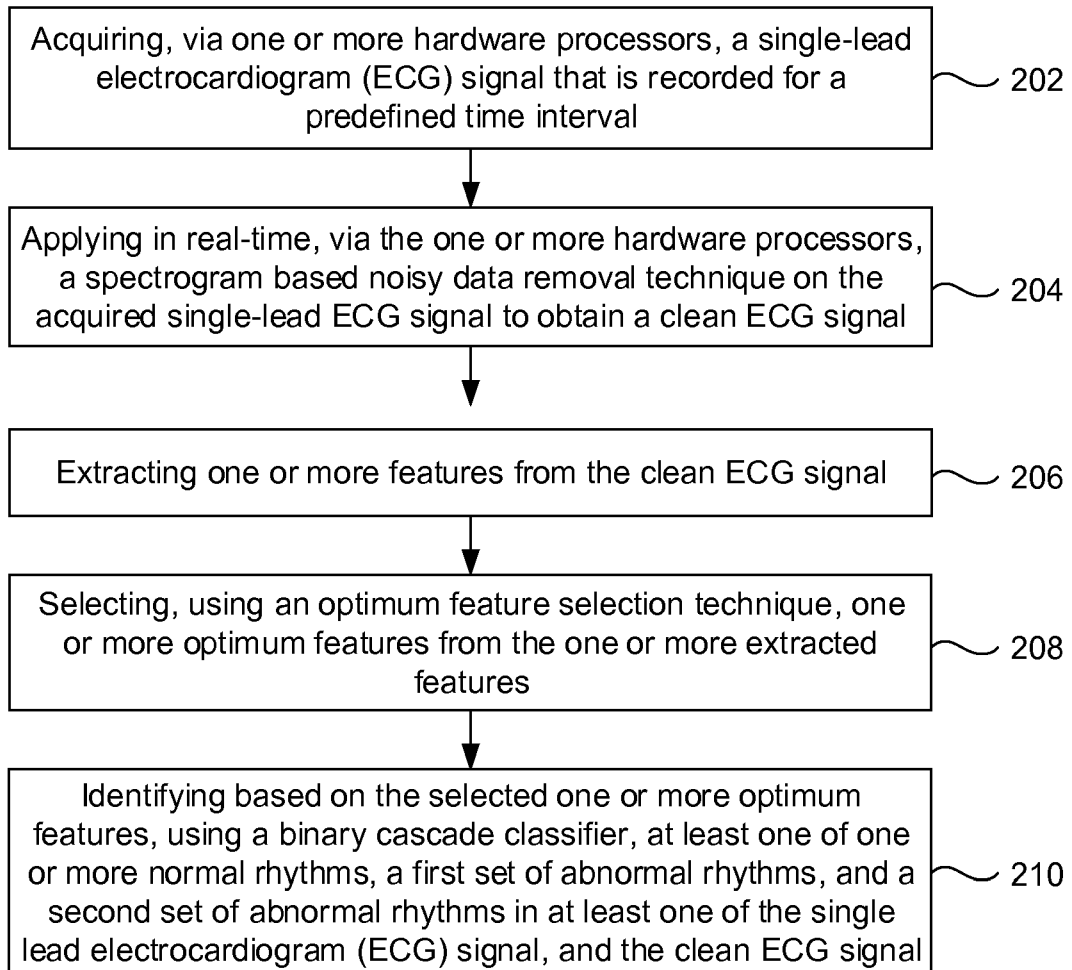 Acquiring, via one or more hardware processors, a single-lead
electrocardiogram (ECG) signal that is recorded for a
predefined time interval
202
Applying in real-time, via the one or more hardware processors,
a spectrogram based noisy data removal technique on the
acquired single-lead ECG signal to obtain a clean ECG signal
204
Extracting one or more features from the clean ECG signal
206
Selecting, using an optimum feature selection technique, one
or more optimum features from the one or more extracted
features
208
Identifying based on the selected one or more optimum
features, using a binary cascade classifier, at least one of one
or more normal rhythms, a first set of abnormal rhythms, and a
second set of abnormal rhythms in at least one of the single
lead electrocardiogram (ECG) signal, and the clean ECG signal
210